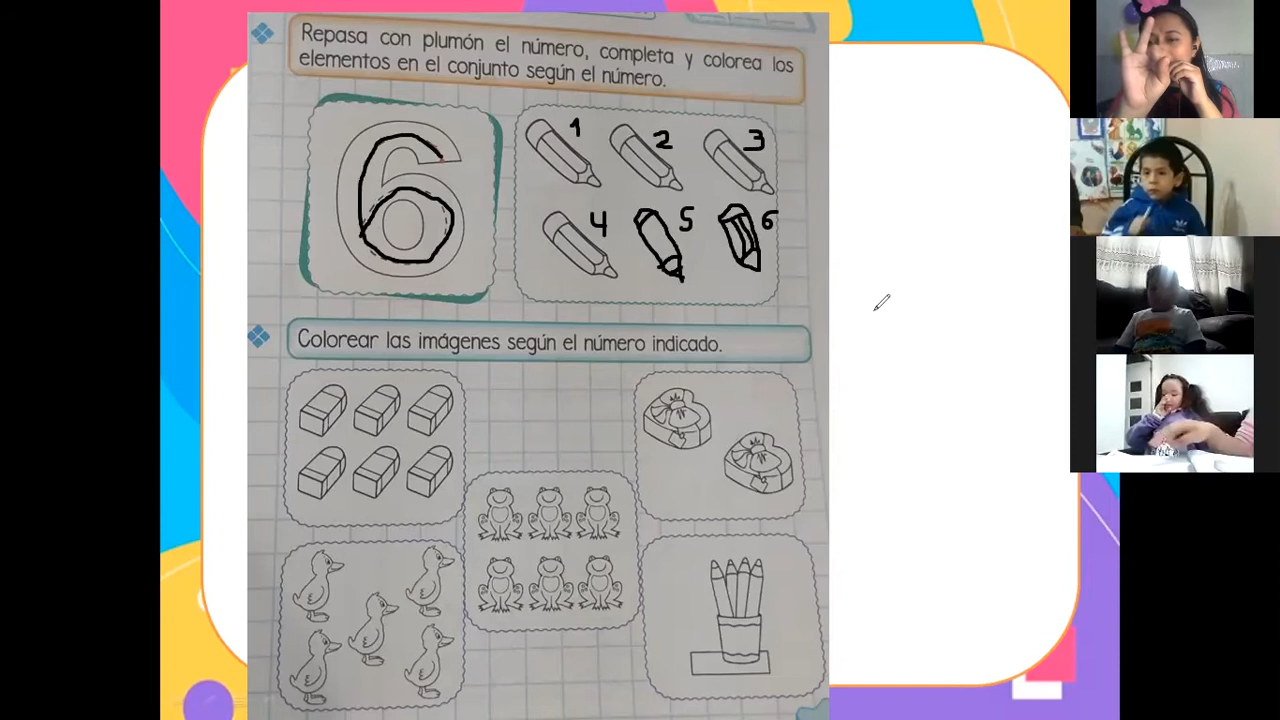 Repasa con plumón el número, completa y colorea los
elementos en el conjunto según el número.
6
1 2 3
4 5 6
Colorear las imágenes según el número indicado.